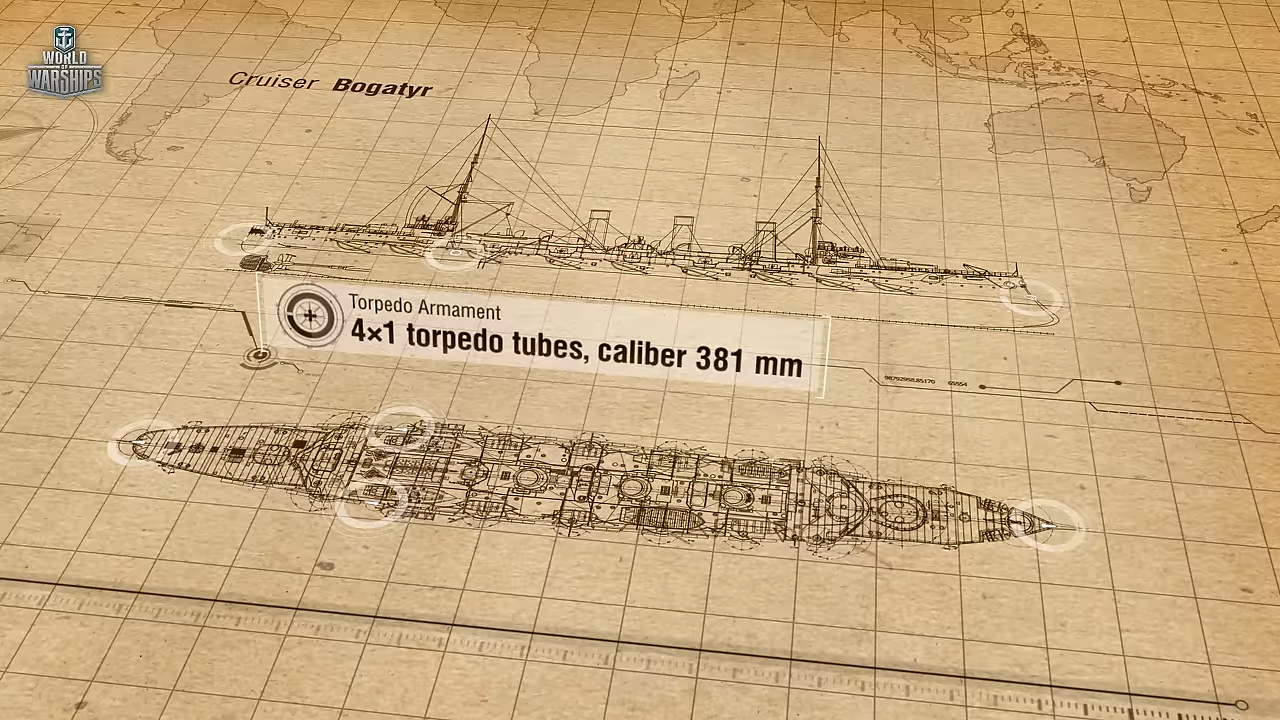 WORLD
OF
WARSHIPS
Cruiser Bogatyr
Torpedo Armament
4×1 torpedo tubes, caliber 381 mm